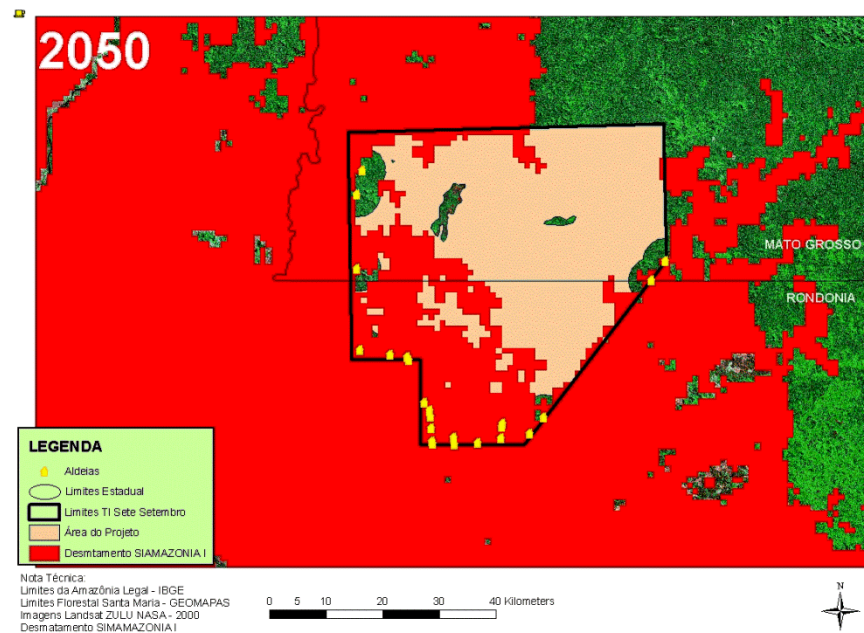 2050
MATO GROSSO
RONDONIA
LEGENDA
Aldeias
Limites Estadual
Limites TI Sete Setembro
Área do Projeto
Desmtamento SIAMAZONIA I
Nota Técnica:
Limites da Amazônia Legal - IBGE
Limites Florestal Santa Maria - GEOMAPAS
Imagens Landsat ZULU NASA - 2000
Desmatamento SIMAMAZONIA I
0 5 10 20 30 40 Kilometers
N